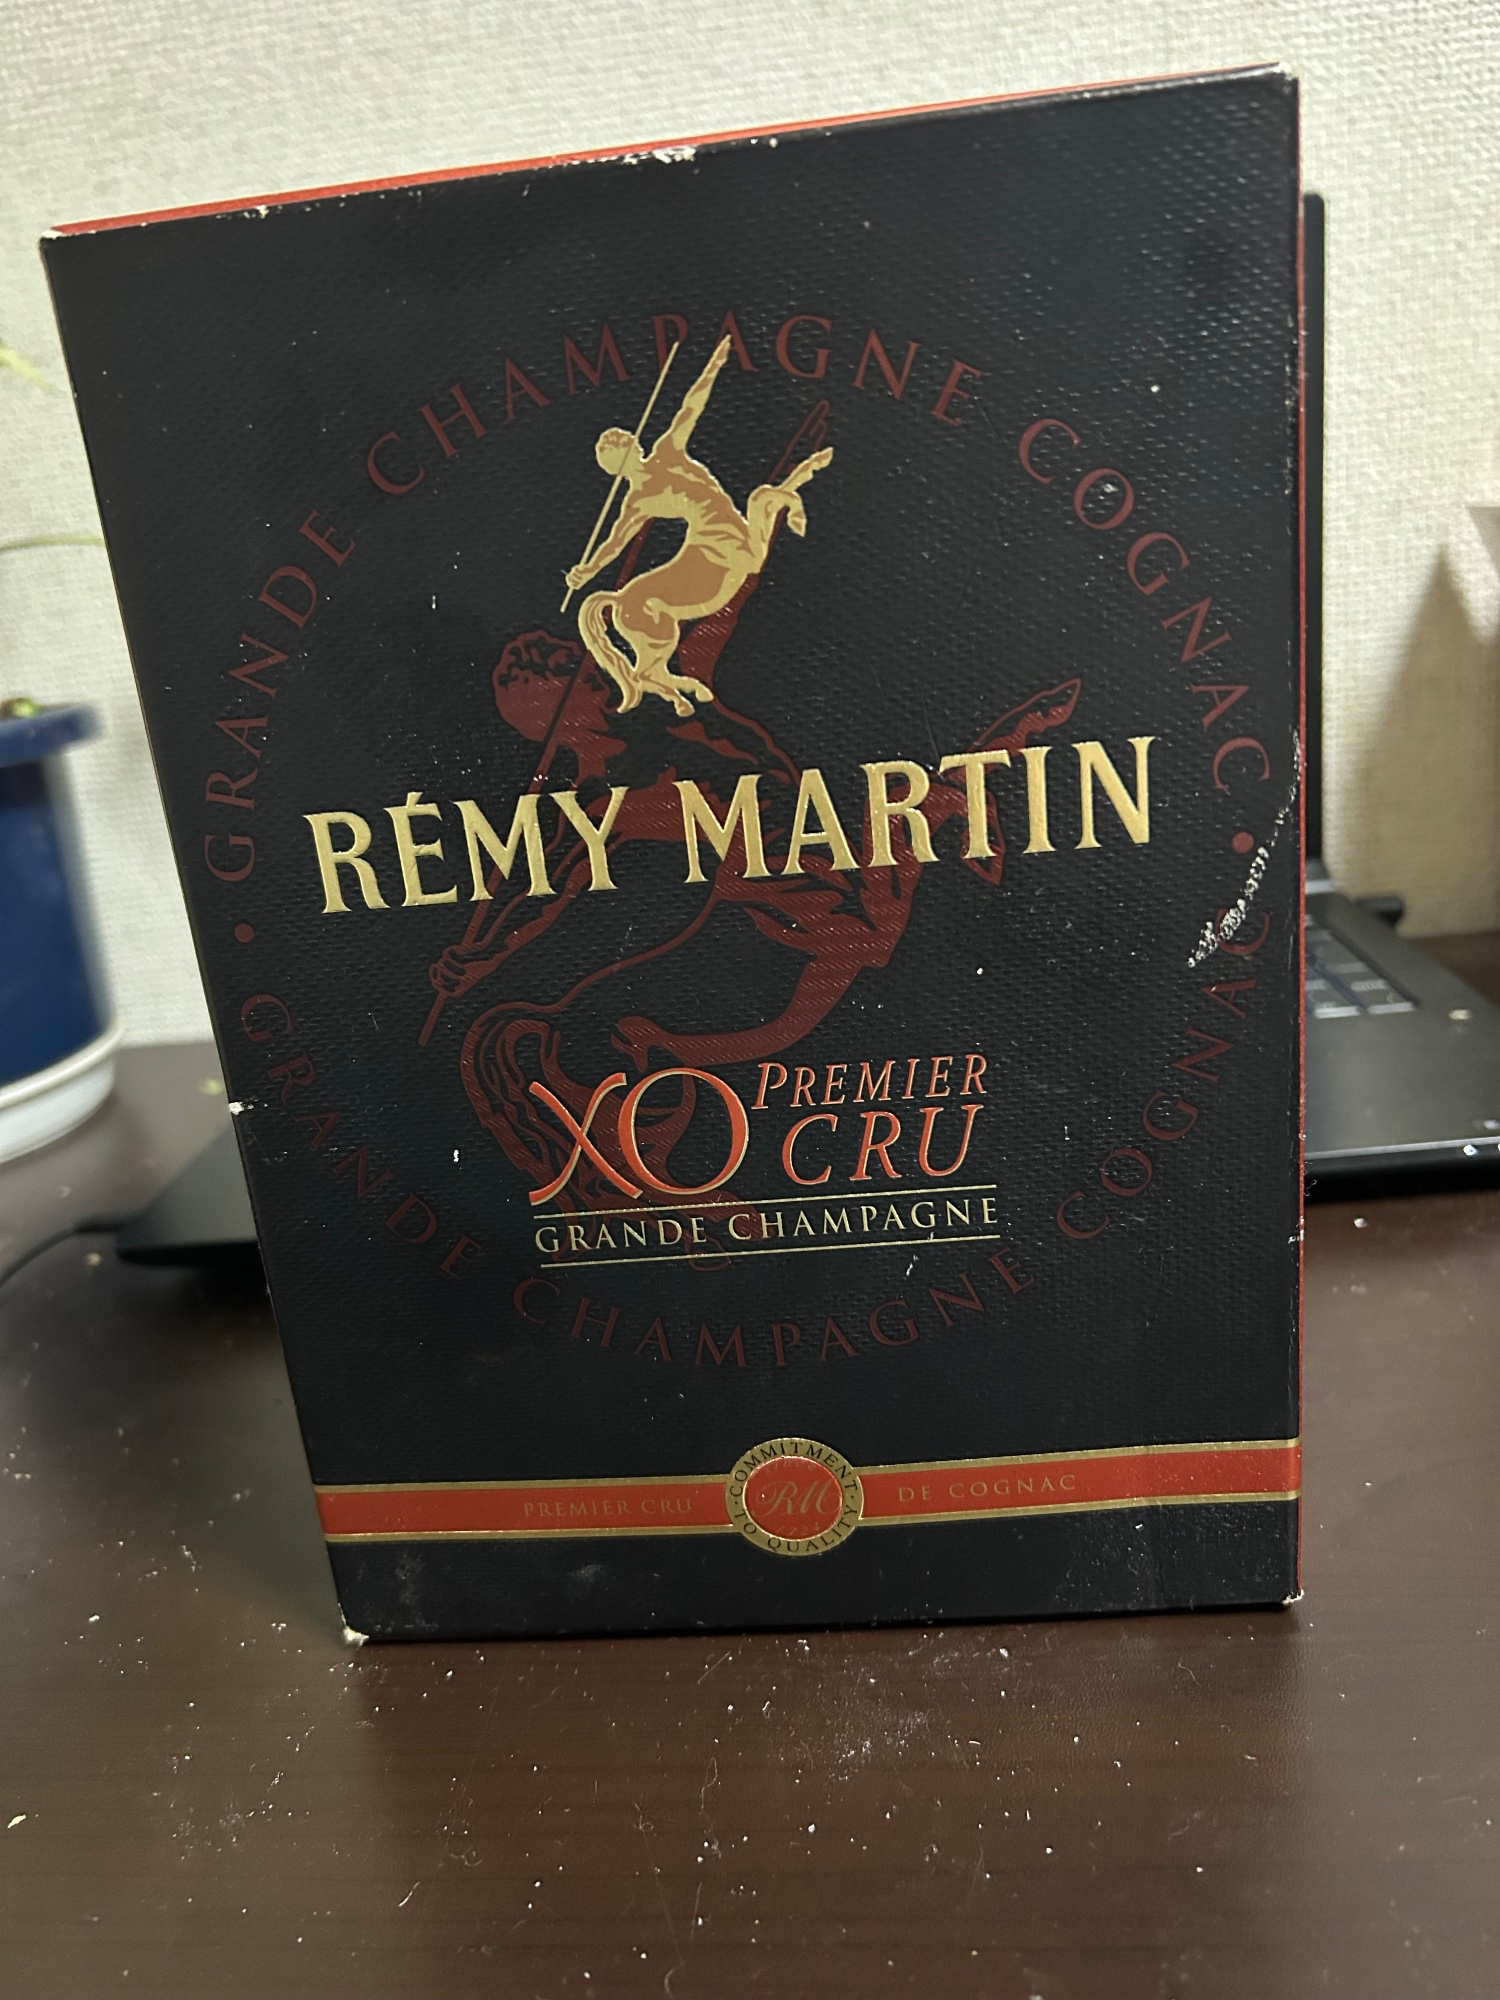 GRANDE CHAMPAGNE COGNAC •
RÉMY MARTIN
XO PREMIER
CRU
GRANDE CHAMPAGNE
• GRANDE CHAMPAGNE COGNAC
PREMIER CRU
COMMITMENT
RM
TO QUALITY
DE COGNAC